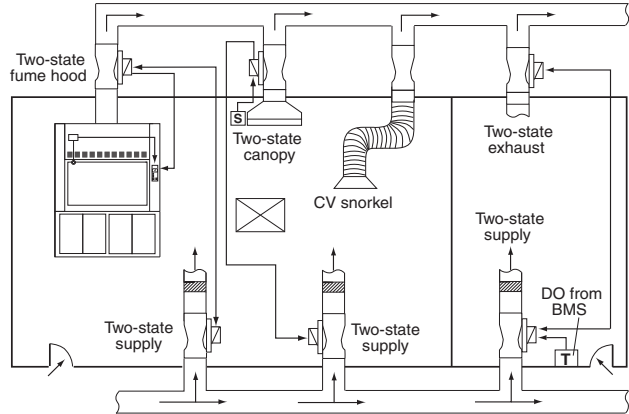 Two-state
fume hood
S
Two-state
canopy
CV snorkel
Two-state
exhaust
Two-state
supply
DO from
BMS
Two-state
supply
Two-state
supply
T